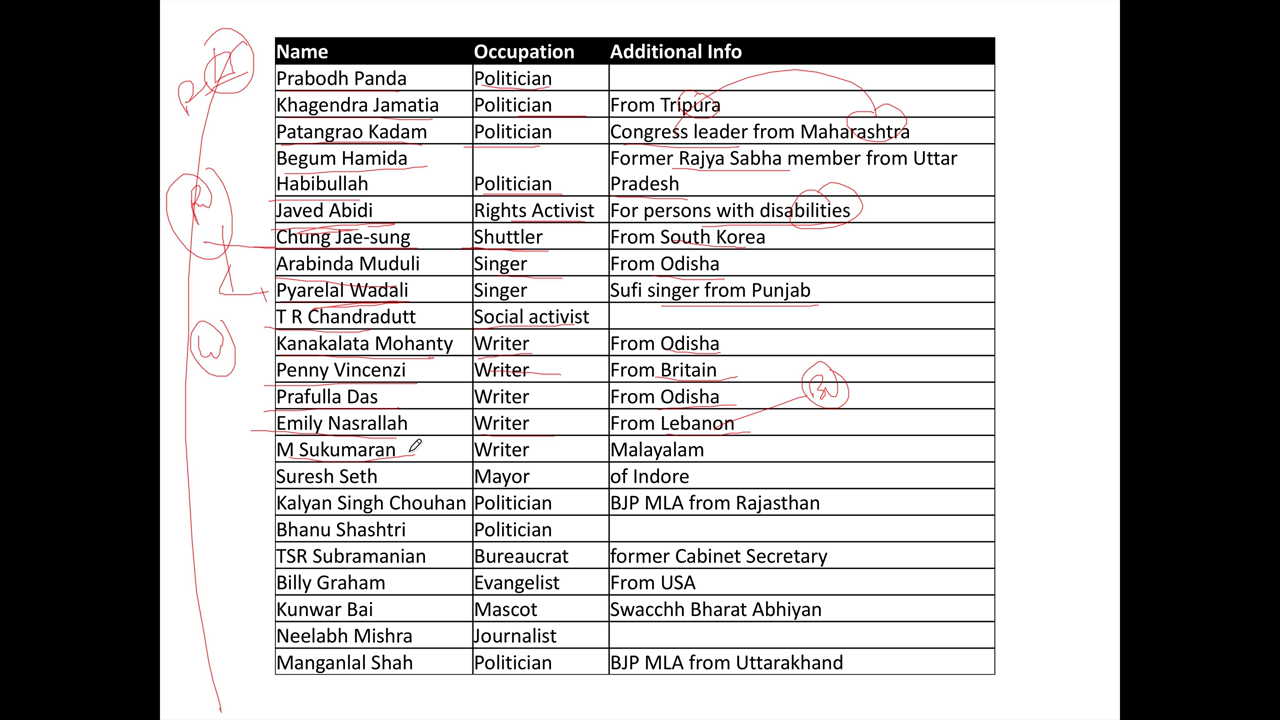 Name Occupation Additional Info
Prabodh Panda Politician
Khagendra Jamatia Politician From Tripura
Patangrao Kadam Politician Congress leader from Maharashtra
Begum Hamida Former Rajya Sabha member from Uttar
Habibullah Politician Pradesh
Javed Abidi Rights Activist For persons with disabilities
Chung Jae-sung Shuttler From South Korea
Arabinda Muduli Singer From Odisha
Pyarelal Wadali Singer Sufi singer from Punjab
T R Chandradutt Social activist
Kanakalata Mohanty Writer From Odisha
Penny Vincenzi Writer From Britain
Prafulla Das Writer From Odisha
Emily Nasrallah Writer From Lebanon
M Sukumaran Writer Malayalam
Suresh Seth Mayor of Indore
Kalyan Singh Chouhan Politician BJP MLA from Rajasthan
Bhanu Shashtri Politician
TSR Subramanian Bureaucrat former Cabinet Secretary
Billy Graham Evangelist From USA
Kunwar Bai Mascot Swacchh Bharat Abhiyan
Neelabh Mishra Journalist
Manganlal Shah Politician BJP MLA from Uttarakhand